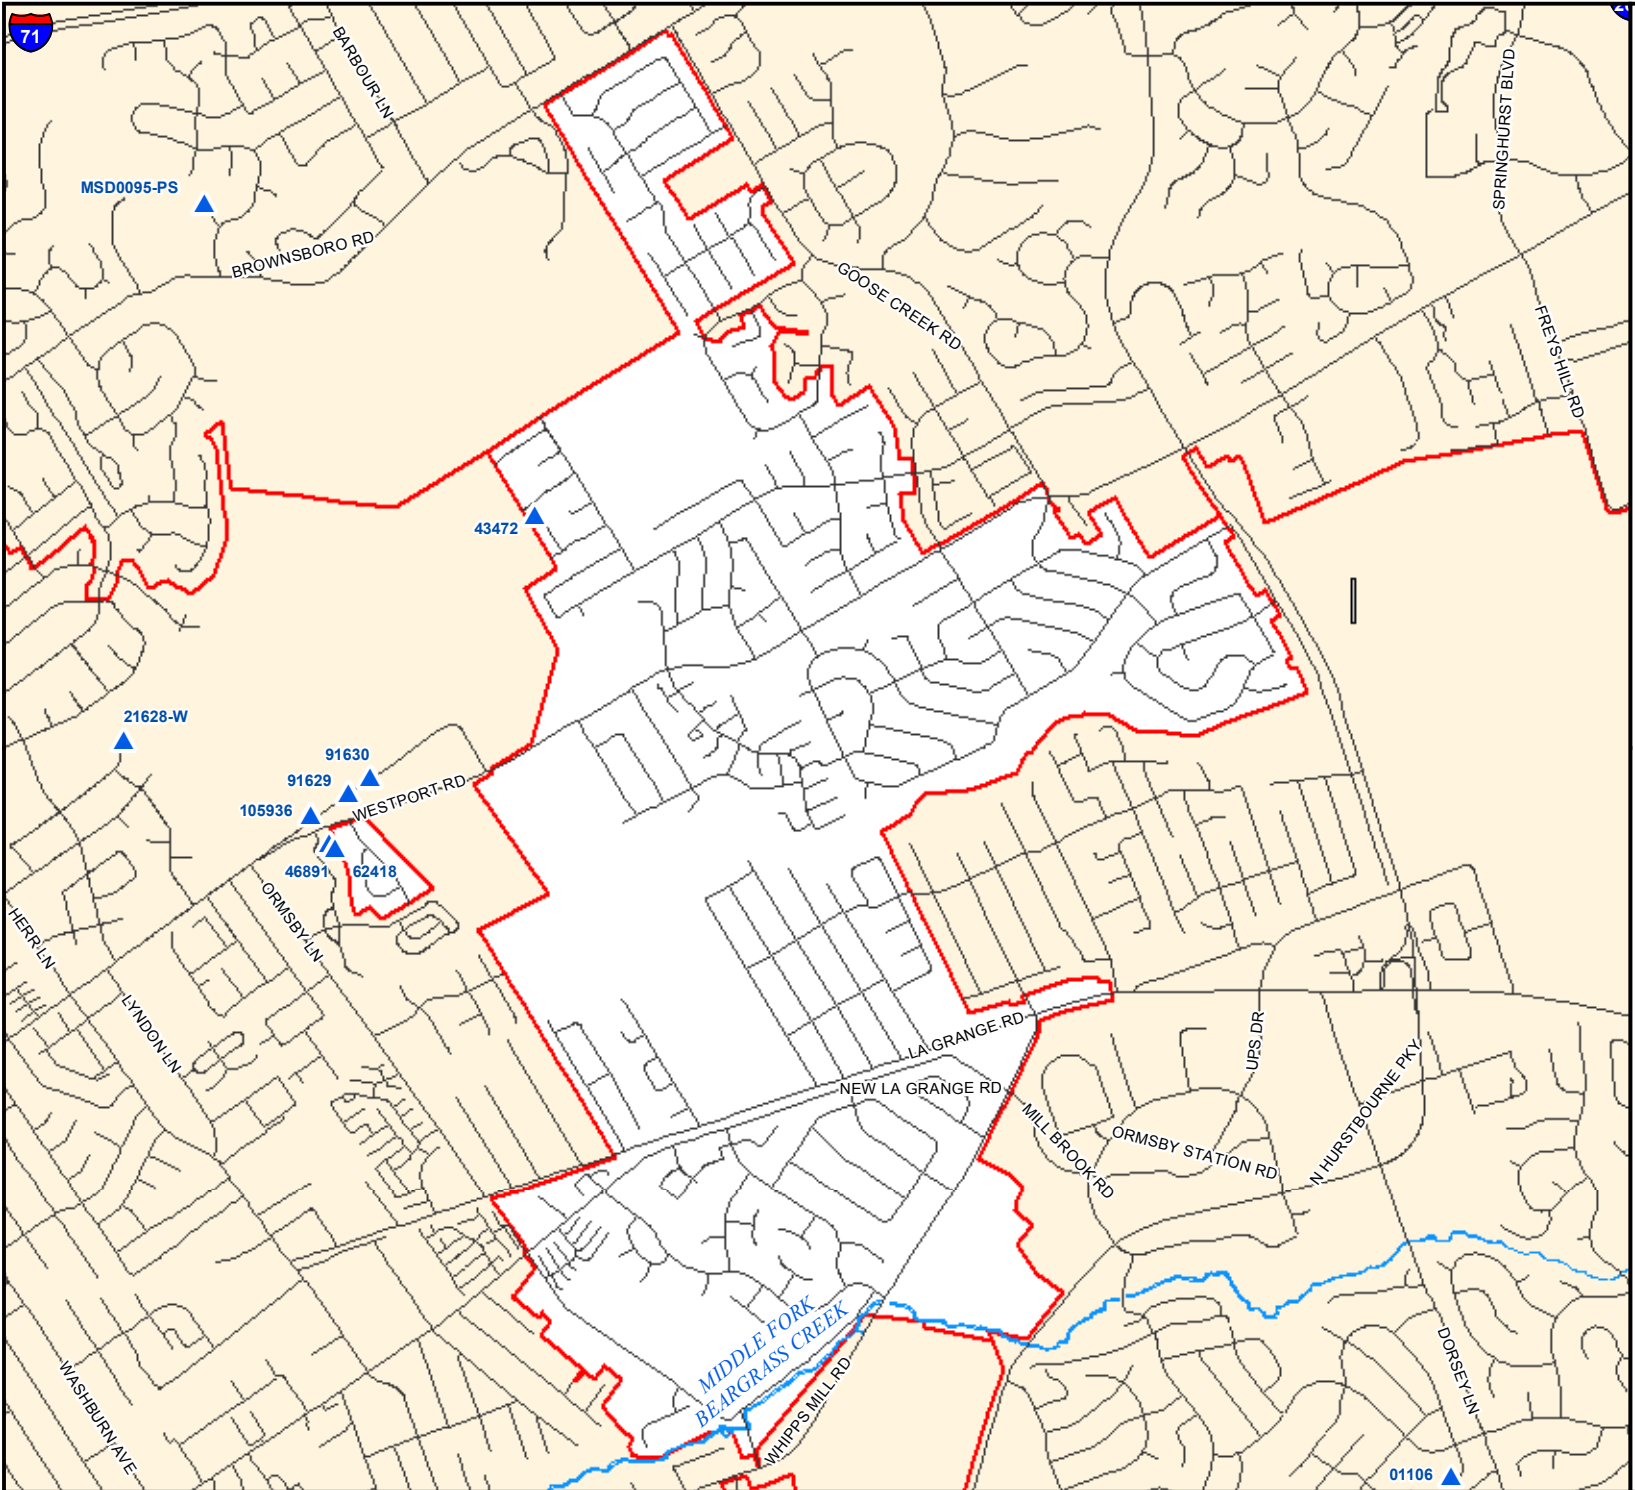 71
BARBOUR LN
SPRINGHURST BLVD
MSD0095-PS
BROWNSBORO RD
GOOSE CREEK RD
FREYS HILL RD
43472
21628-W
91630
91629
WESTPORT RD
105936
46891
62418
ORMSBY LN
HERR LN
LYNDON LN
LA GRANGE RD
UPS DR
NEW LA GRANGE RD
N HURSTBOURNE PKY
MILL BROOK RD
ORMSBY STATION RD
MIDDLE FORK
BEARGRASS CREEK
WASHBURN AVE
WHIPPS MILL RD
DORSEY LN
01106